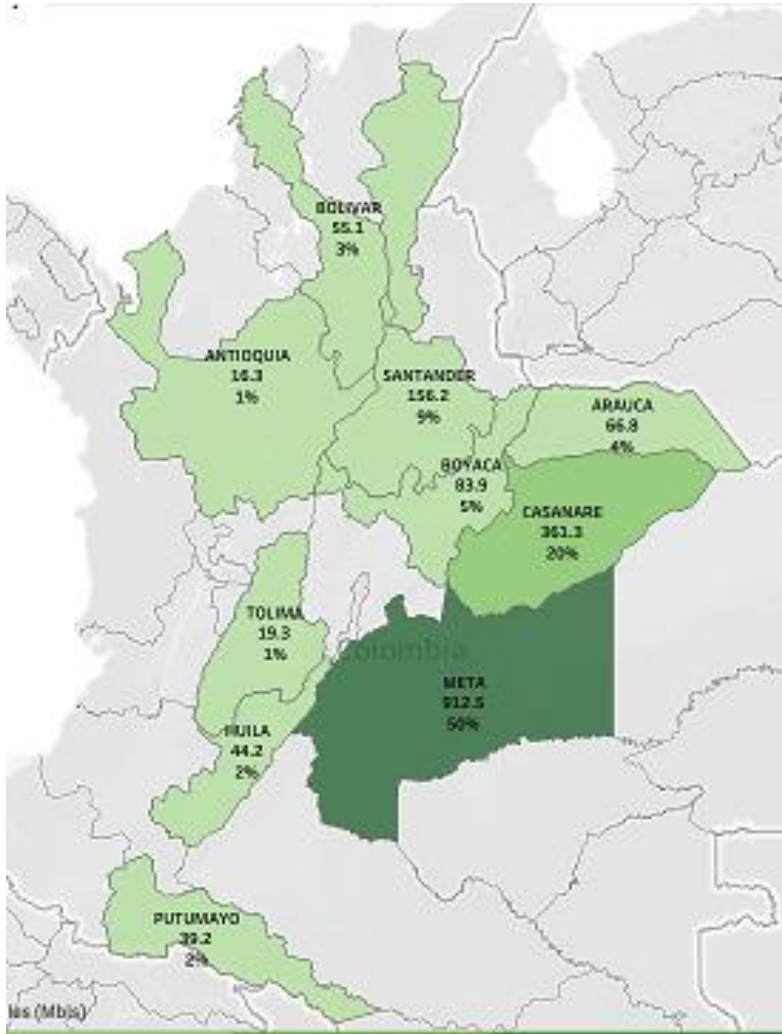 BOLIVAR
55.1
3%
ANTIOQUIA
16.3
1%
SANTANDER
156.2
9%
ARAUCA
66.8
4%
BOYACA
83.9
5%
CASANARE
361.3
20%
TOLIMA
19.3
1%
Colombia
META
912.5
50%
HUILA
44.2
2%
PUTUMAYO
39.2
2%
les (Mbls)